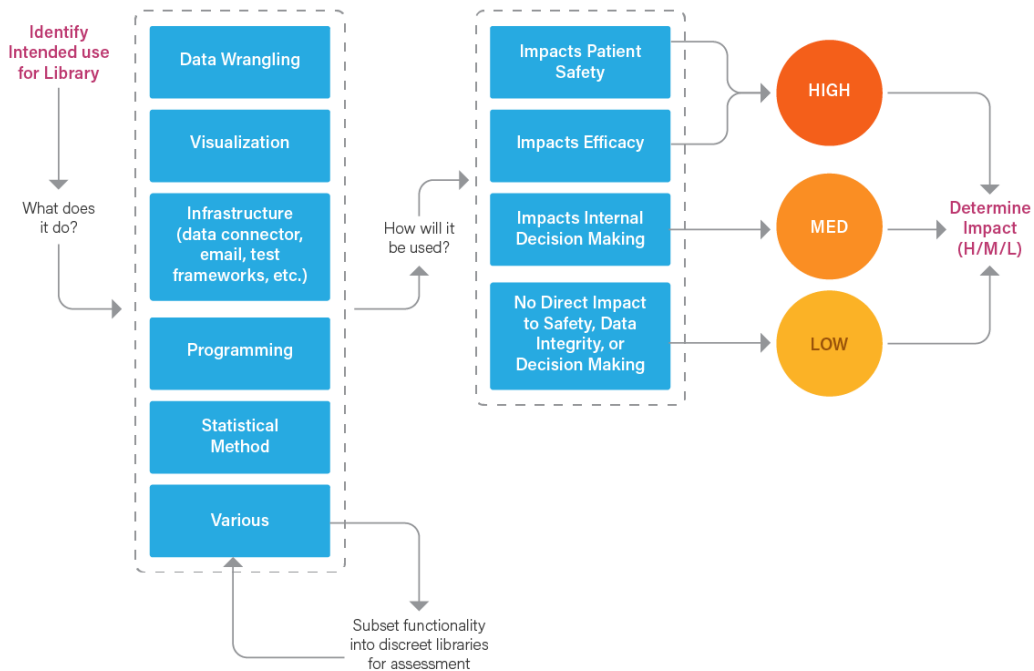 Identify
Intended use
for Library
What does
it do?
Data Wrangling
Visualization
Infrastructure
(data connector,
email, test
frameworks, etc.)
Programming
Statistical
Method
Various
Subset functionality
into discreet libraries
for assessment
How will it
be used?
Impacts Patient
Safety
Impacts Efficacy
Impacts Internal
Decision Making
No Direct Impact
to Safety, Data
Integrity, or
Decision Making
HIGH
MED
LOW
Determine
Impact
(H/M/L)